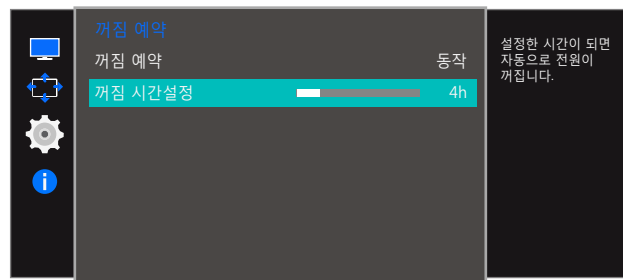 꺼짐 예약
꺼짐 예약 동작
꺼짐 시간설정 4h
설정한 시간이 되면
자동으로 전원이
꺼집니다.